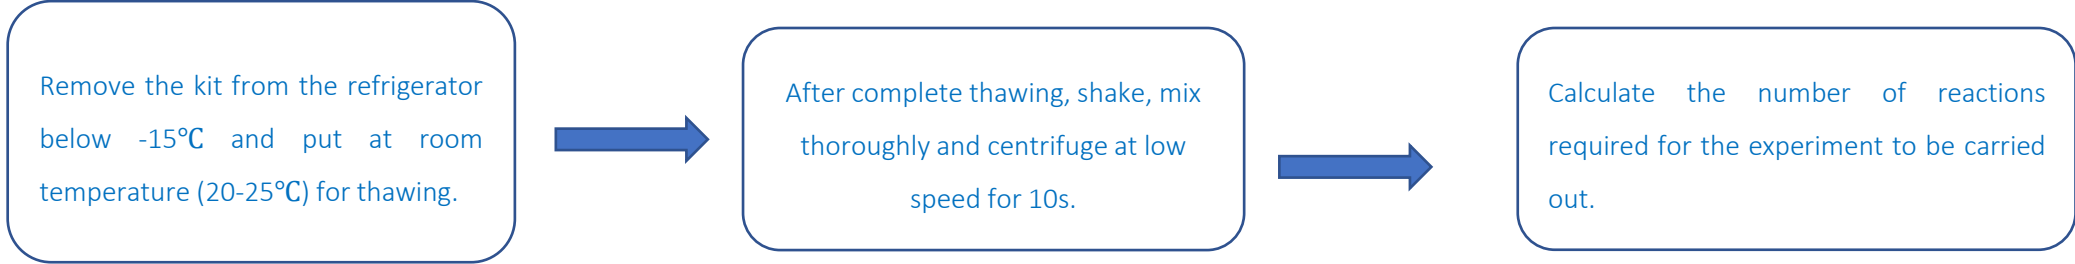 Remove the kit from the refrigerator
below -15℃ and put at room
temperature (20-25℃) for thawing.
After complete thawing, shake, mix
thoroughly and centrifuge at low
speed for 10s.
Calculate the number of reactions
required for the experiment to be carried
out.